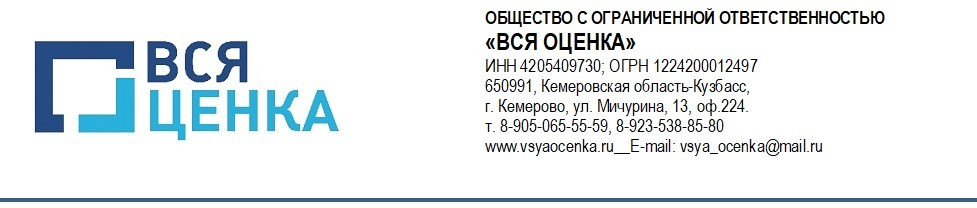 ВСЯ
ЦЕНКА
ОБЩЕСТВО С ОГРАНИЧЕННОЙ ОТВЕТСТВЕННОСТЬЮ
«ВСЯ ОЦЕНКА»
ИНН 4205409730; ОГРН 1224200012497
650991, Кемеровская область-Кузбасс,
г. Кемерово, ул. Мичурина, 13, оф.224.
т. 8-905-065-55-59, 8-923-538-85-80
www.vsyaocenka.ru__E-mail: vsya_ocenka@mail.ru